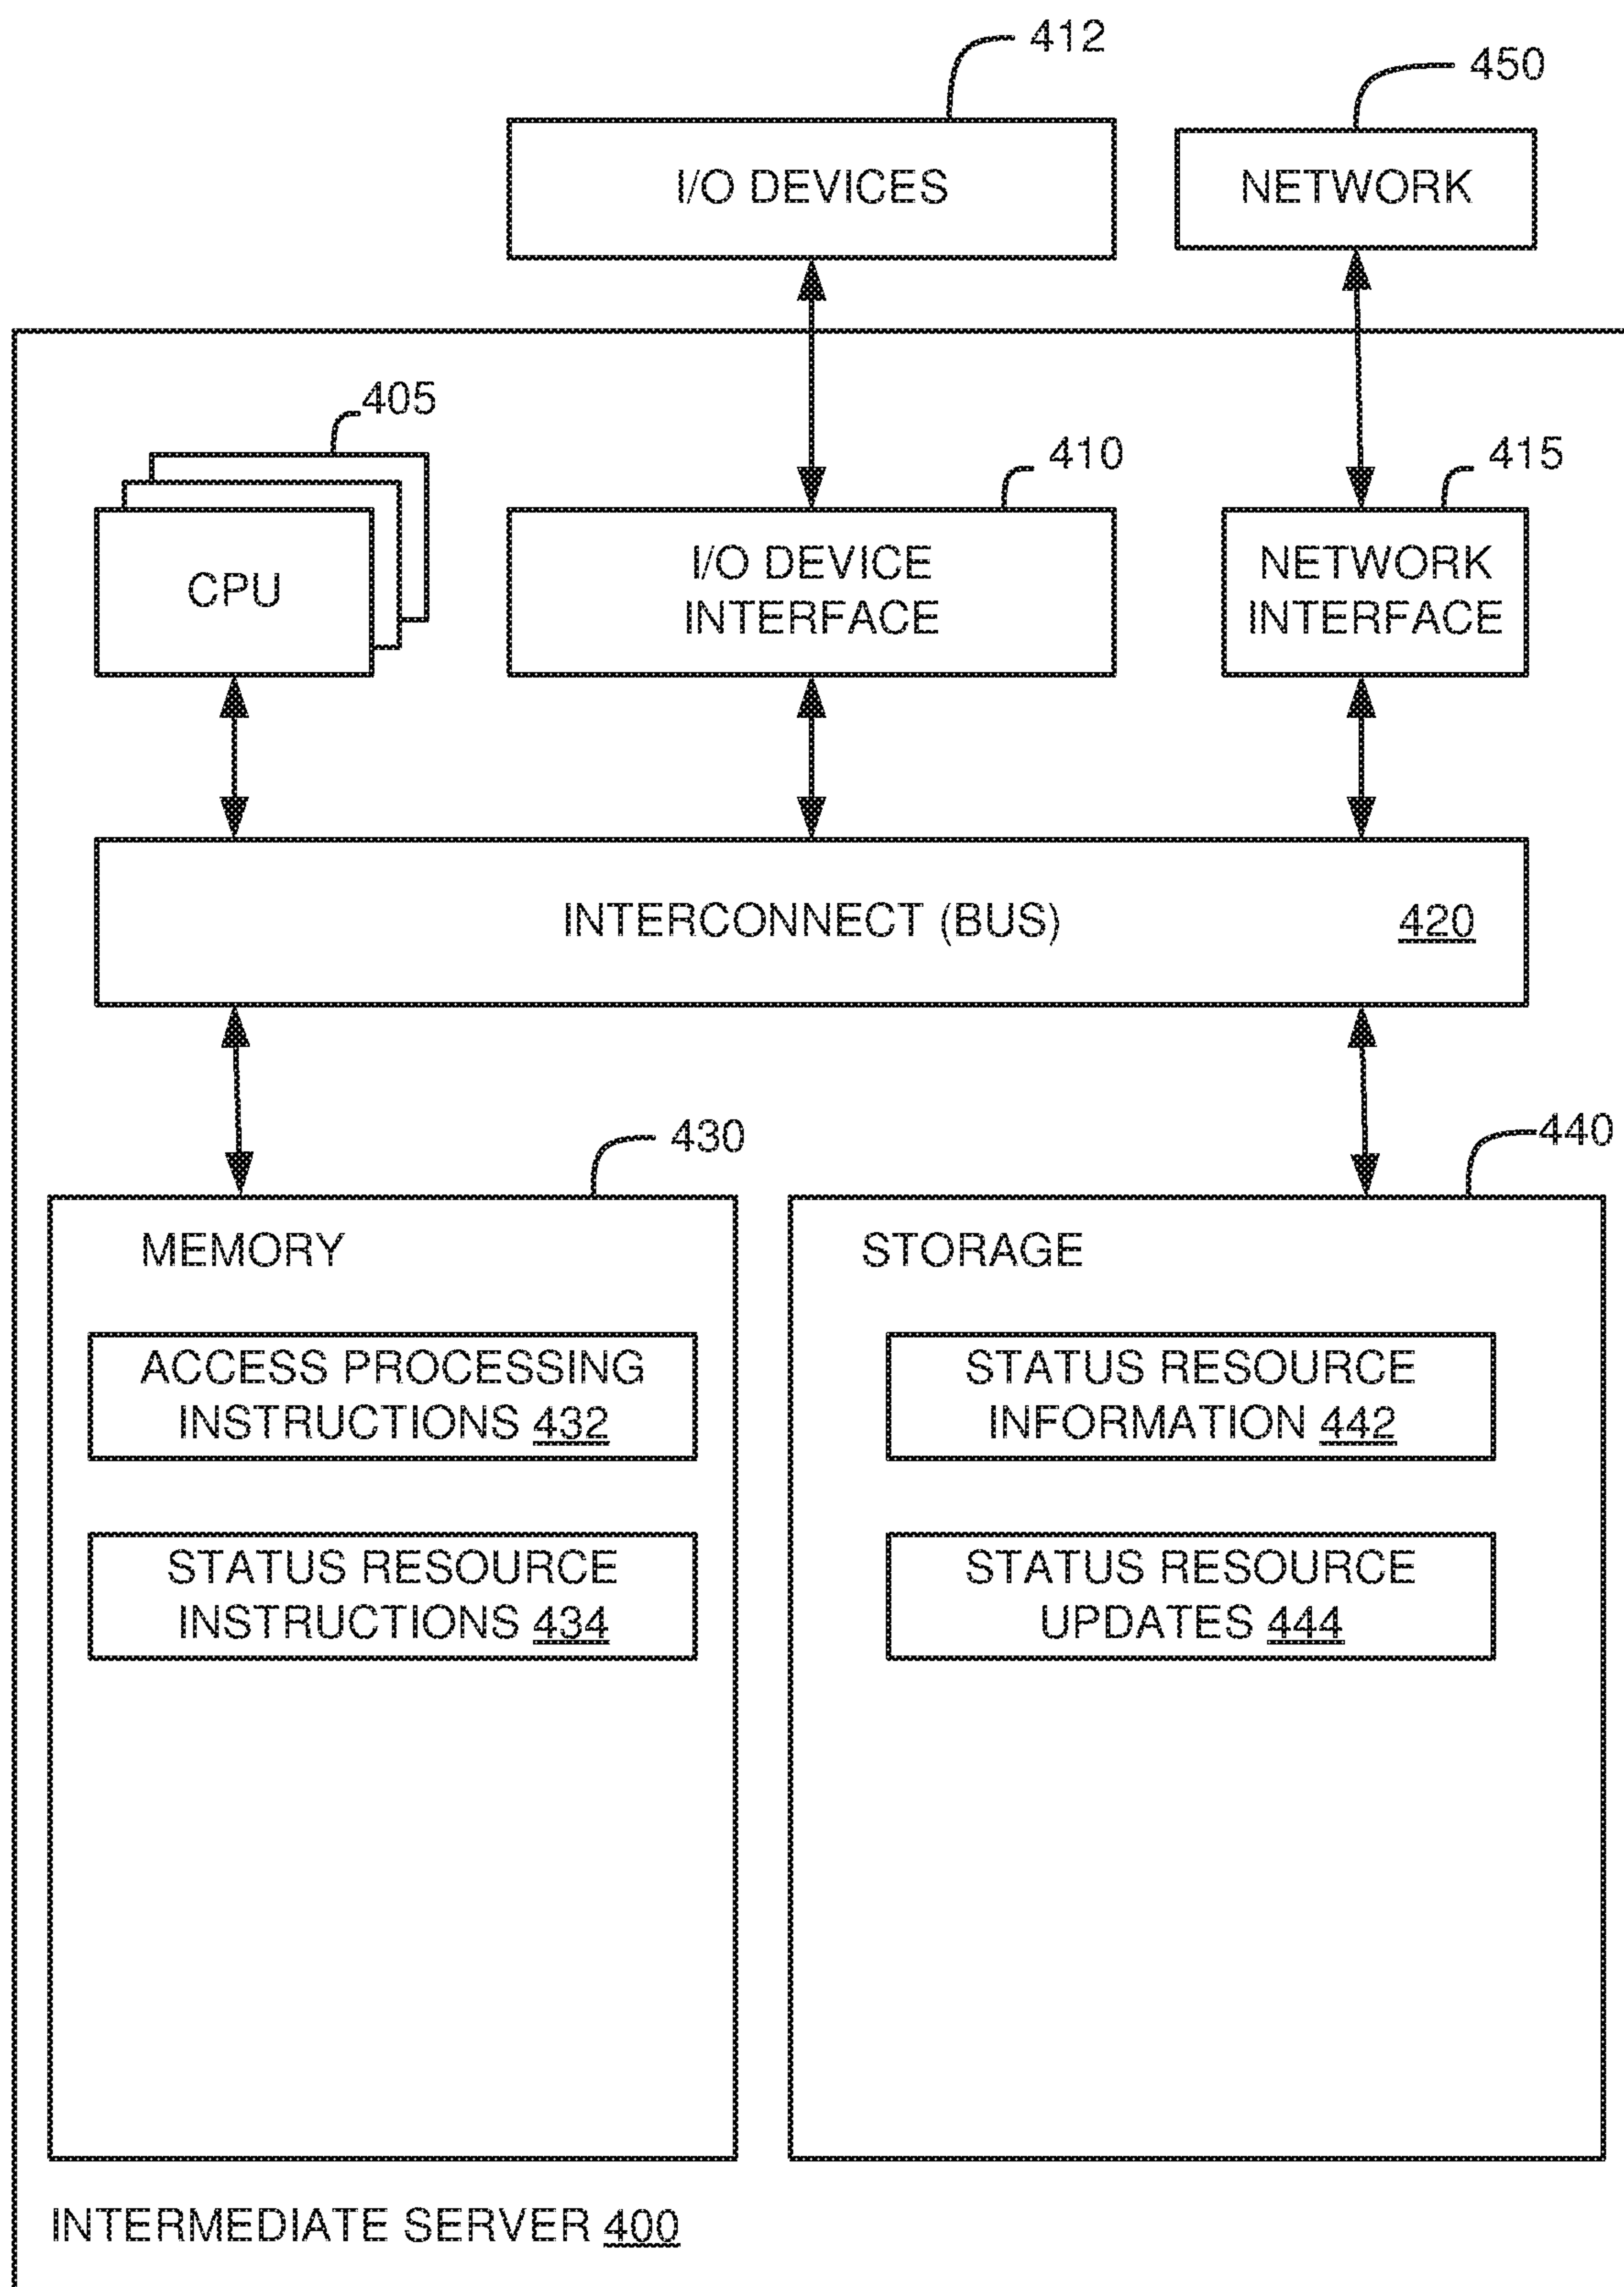 412
450
I/O DEVICES
NETWORK
405
410
415
CPU
I/O DEVICE
INTERFACE
NETWORK
INTERFACE
INTERCONNECT (BUS)
420
430
440
MEMORY
ACCESS PROCESSING
INSTRUCTIONS 432
STATUS RESOURCE
INSTRUCTIONS 434
STORAGE
STATUS RESOURCE
INFORMATION 442
STATUS RESOURCE
UPDATES 444
INTERMEDIATE SERVER 400